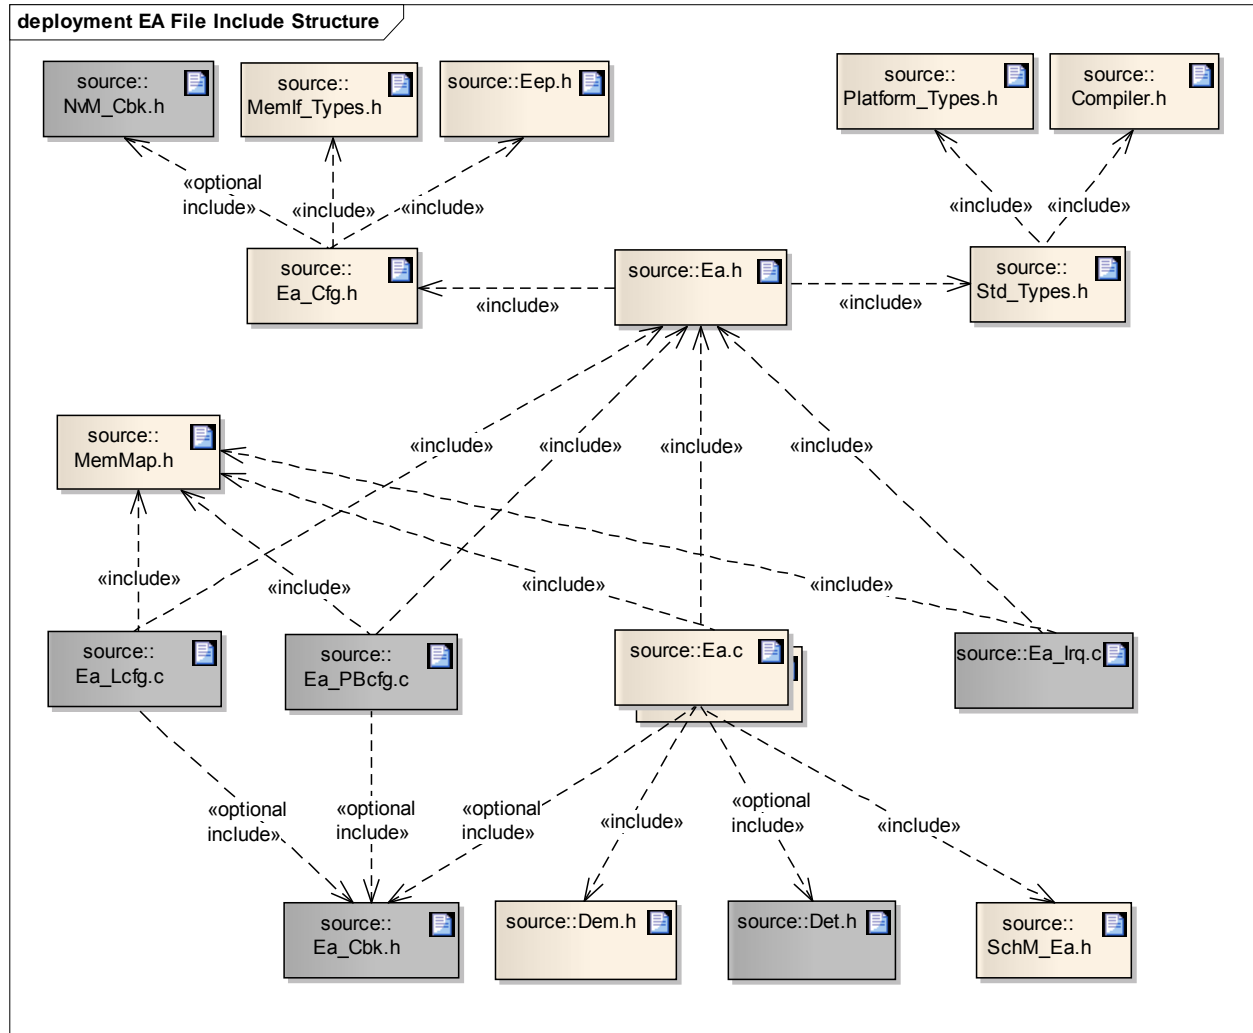 deployment EA File Include Structure
source::
NvM_Cbk.h
source::
MemIf_Types.h
source::Eep.h
source::
Platform_Types.h
source::
Compiler.h
«optional
include»
«include»
«include»
«include»
«include»
source::
Ea_Cfg.h
source::Ea.h
source::
Std_Types.h
«include»
«include»
source::
MemMap.h
«include»
«include»
«include»
«include»
«include»
«include»
«include»
«include»
source::
Ea_Lcfg.c
source::
Ea_PBcfg.c
source::Ea.c
source::Ea_Irq.c
«optional
include»
«optional
include»
«optional
include»
«include»
«optional
include»
«include»
source::
Ea_Cbk.h
source::Dem.h
source::Det.h
source::
SchM_Ea.h